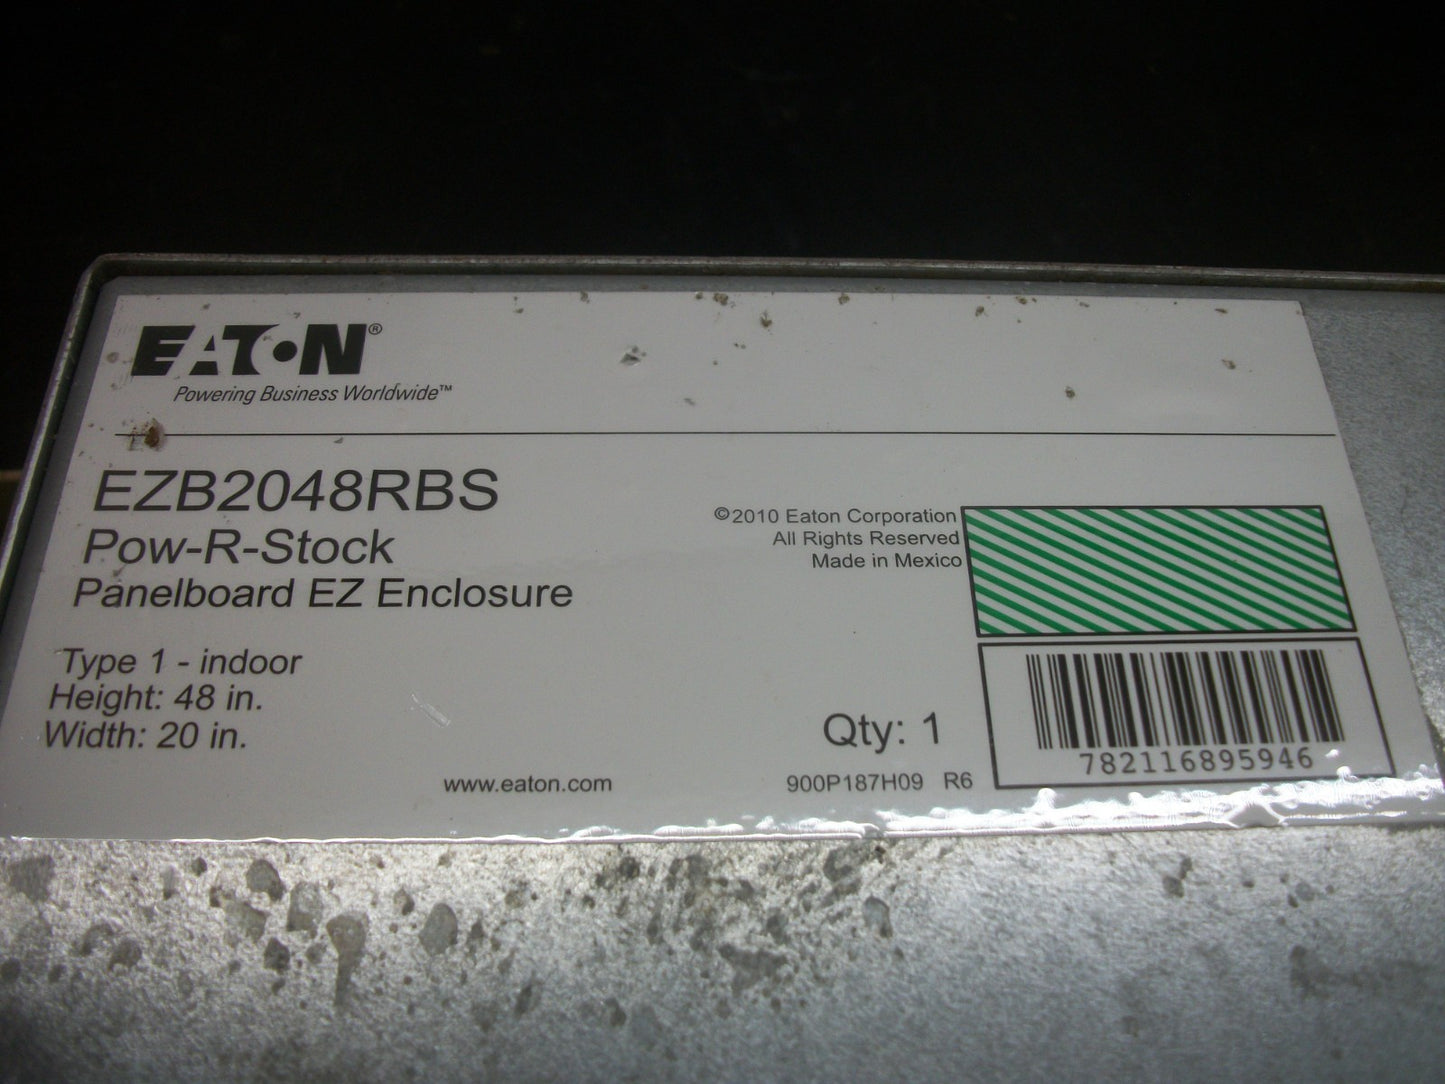 EATON®
Powering Business Worldwide™
EZB2048RBS
Pow-R-Stock
Panelboard EZ Enclosure
©2010 Eaton Corporation
All Rights Reserved
Made in Mexico
Type 1 - indoor
Height: 48 in.
Width: 20 in.
Qty: 1
www.eaton.com
900P187H09 R6
782116895946